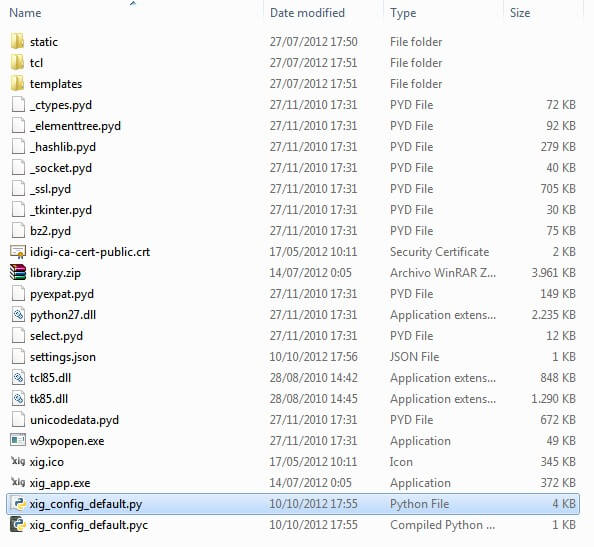 Name Date modified Type Size
static 27/07/2012 17:50 File folder
tcl 27/07/2012 17:51 File folder
templates 27/07/2012 17:51 File folder
_ctypes.pyd 27/11/2010 17:31 PYD File 72 KB
_elementtree.pyd 27/11/2010 17:31 PYD File 92 KB
_hashlib.pyd 27/11/2010 17:31 PYD File 279 KB
_socket.pyd 27/11/2010 17:31 PYD File 40 KB
_ssl.pyd 27/11/2010 17:31 PYD File 705 KB
_tkinter.pyd 27/11/2010 17:31 PYD File 30 KB
bz2.pyd 27/11/2010 17:31 PYD File 75 KB
idigi-ca-cert-public.crt 17/05/2012 10:11 Security Certificate 2 KB
library.zip 14/07/2012 0:05 Archivo WinRAR Z... 3.961 KB
pyexpat.pyd 27/11/2010 17:31 PYD File 149 KB
python27.dll 27/11/2010 17:31 Application extens... 2.235 KB
select.pyd 27/11/2010 17:31 PYD File 12 KB
settings.json 10/10/2012 17:56 JSON File 1 KB
tcl85.dll 28/08/2010 14:42 Application extens... 848 KB
tk85.dll 28/08/2010 14:45 Application extens... 1.290 KB
unicodedata.pyd 27/11/2010 17:31 PYD File 672 KB
w9xpopen.exe 27/11/2010 17:31 Application 49 KB
xig xig.ico 17/05/2012 10:11 Icon 345 KB
xig xig_app.exe 14/07/2012 0:05 Application 372 KB
xig_config_default.py 10/10/2012 17:55 Python File 4 KB
xig_config_default.pyc 10/10/2012 17:55 Compiled Python ... 4 KB